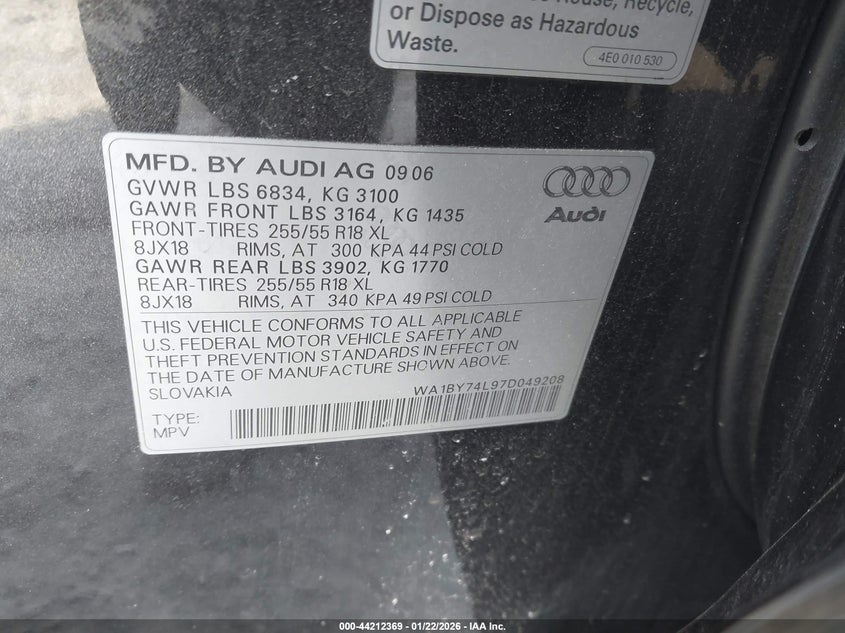 House, Recycle,
or Dispose as Hazardous
Waste.
4E0 010 530
MFD. BY AUDI AG 09 06
GVWR LBS 6834, KG 3100
GAWR FRONT LBS 3164, KG 1435
FRONT-TIRES 255/55 R18 XL
8JX18 RIMS, AT 300 KPA 44 PSI COLD
GAWR REAR LBS 3902, KG 1770
REAR-TIRES 255/55 R18 XL
8JX18 RIMS, AT 340 KPA 49 PSI COLD
Audi
THIS VEHICLE CONFORMS TO ALL APPLICABLE
U.S. FEDERAL MOTOR VEHICLE SAFETY AND
THEFT PREVENTION STANDARDS IN EFFECT ON
THE DATE OF MANUFACTURE SHOWN ABOVE.
SLOVAKIA WA1BY74L97D049208
TYPE:
MPV
000-44212369 - 01/22/2026 - IAA Inc.